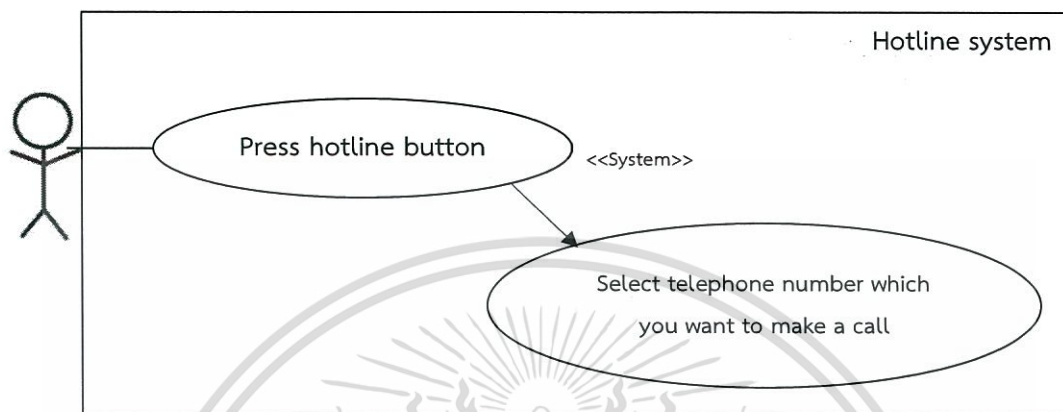 Hotline system
Press hotline button
<<System>>
Select telephone number which
you want to make a call